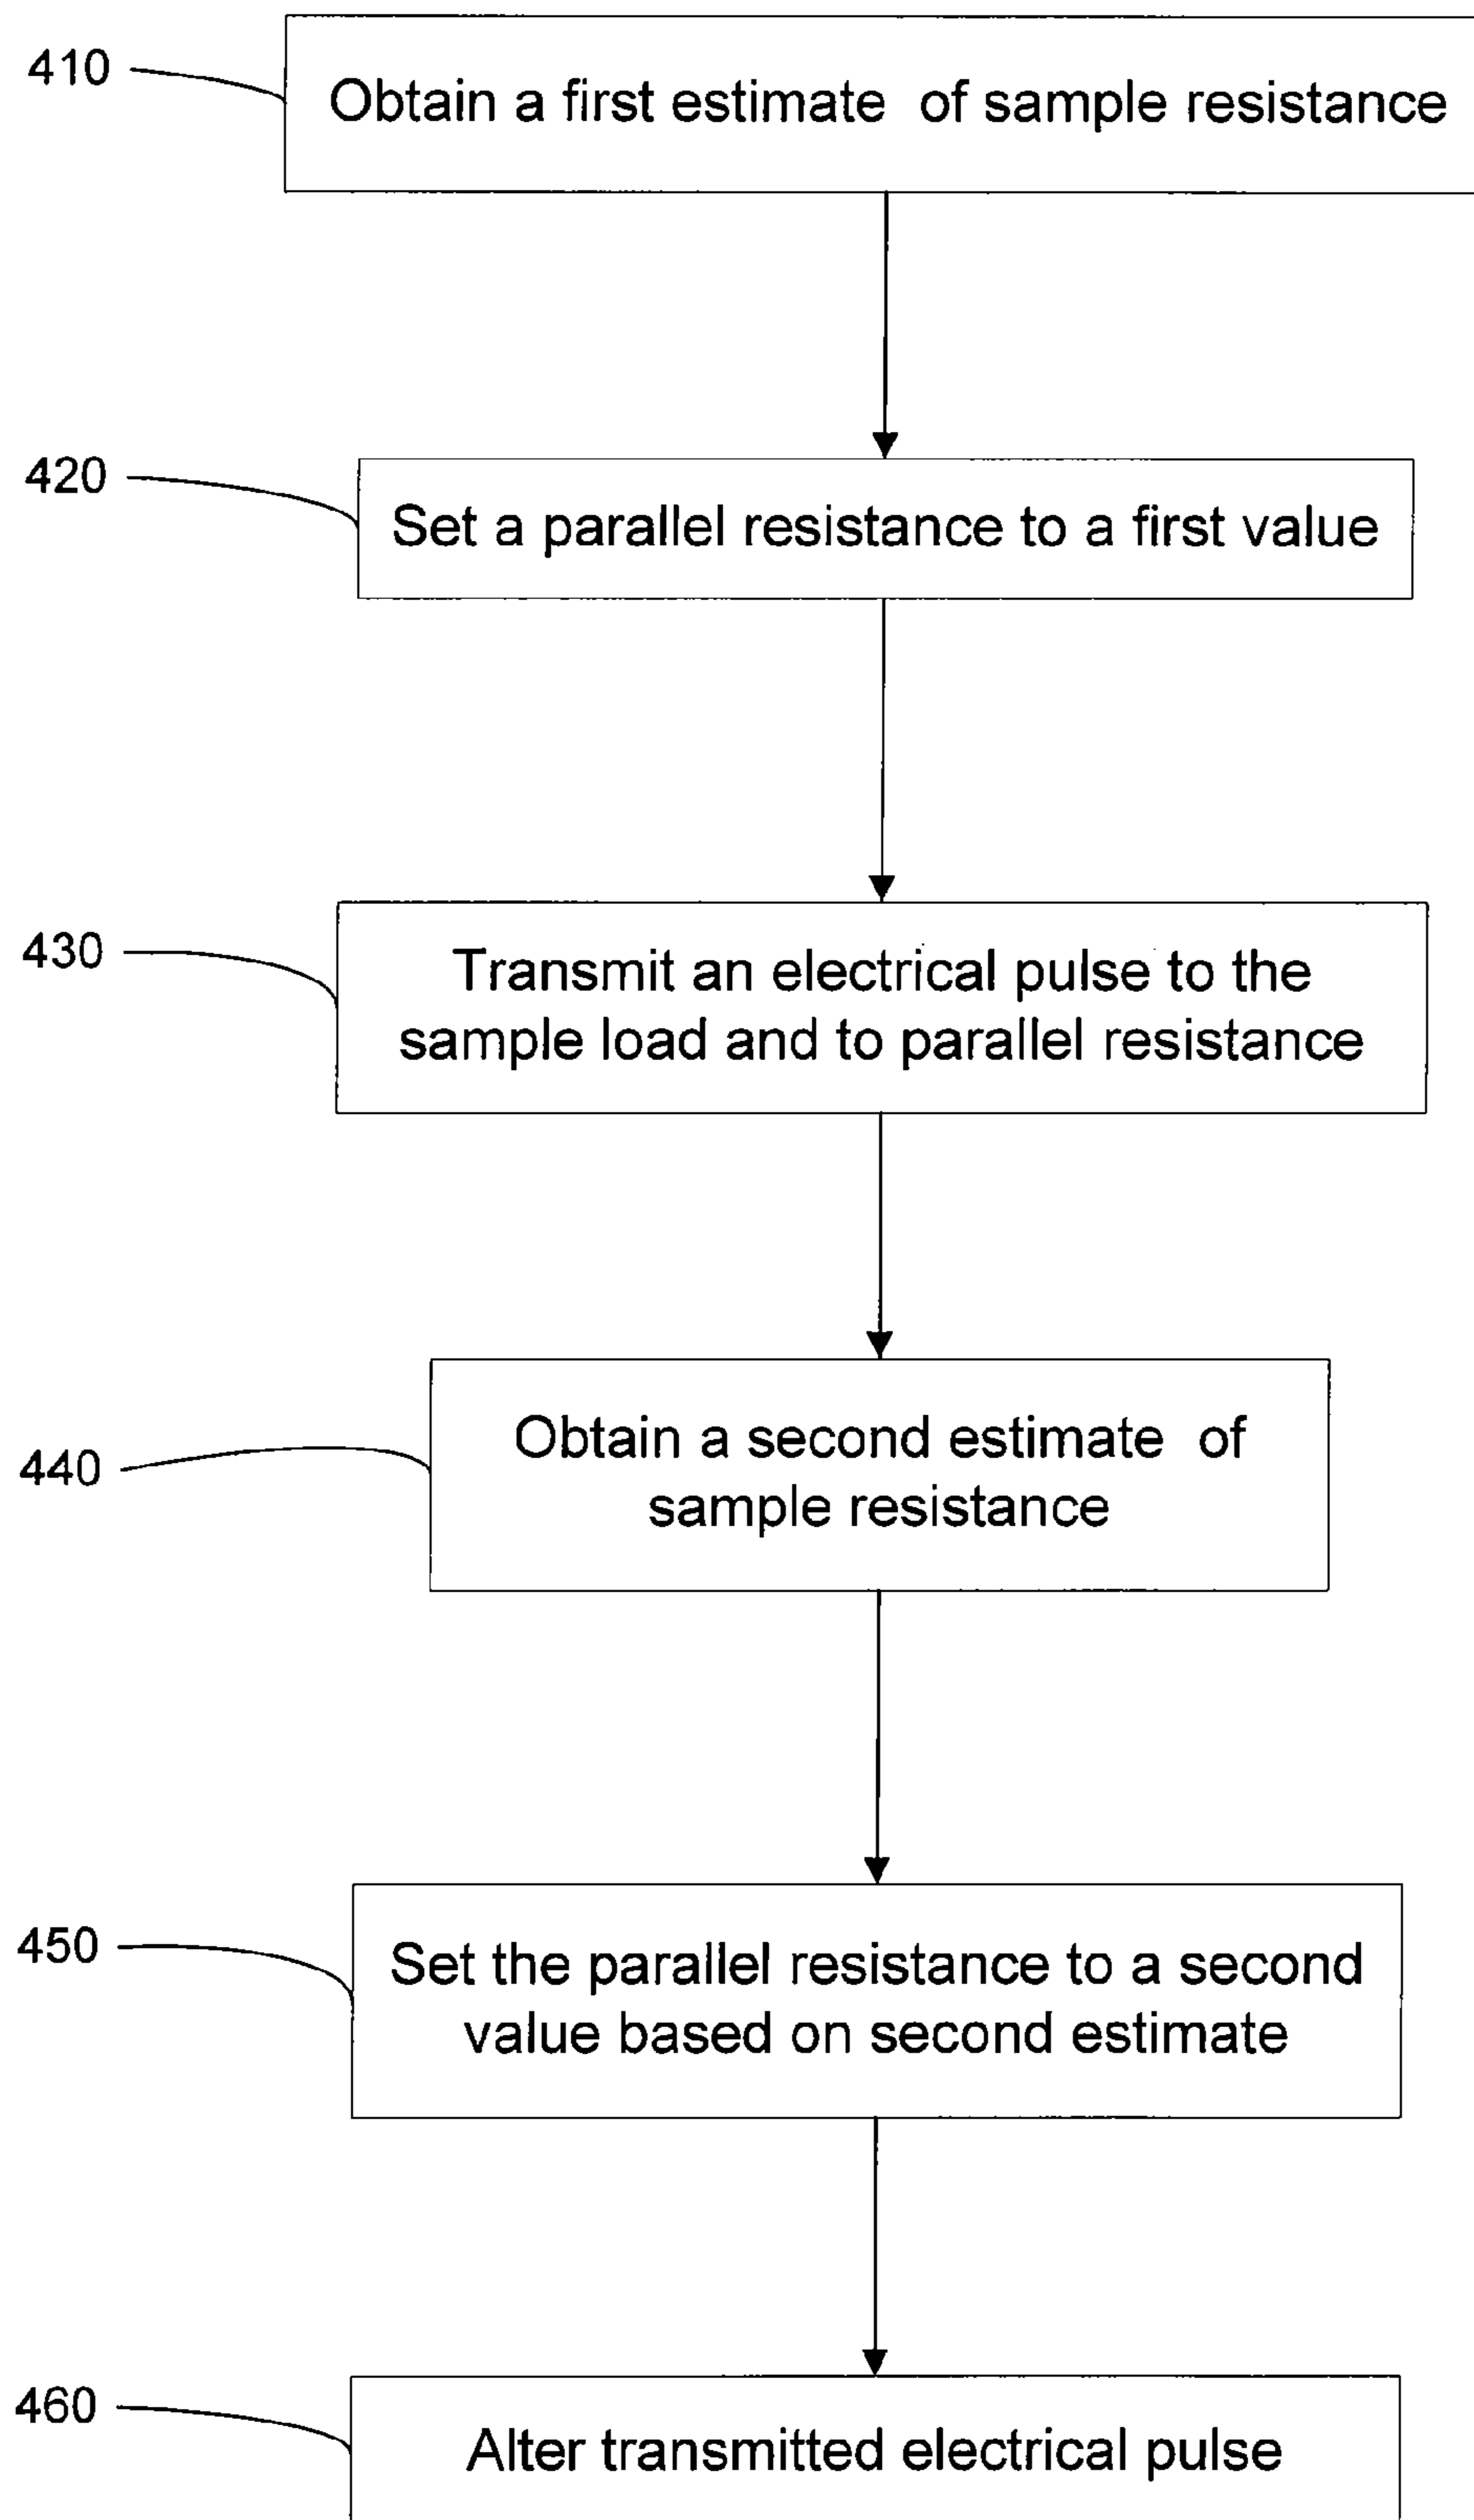 410
Obtain a first estimate of sample resistance
420
Set a parallel resistance to a first value
430
Transmit an electrical pulse to the
sample load and to parallel resistance
440
Obtain a second estimate of
sample resistance
450
Set the parallel resistance to a second
value based on second estimate
460
Alter transmitted electrical pulse